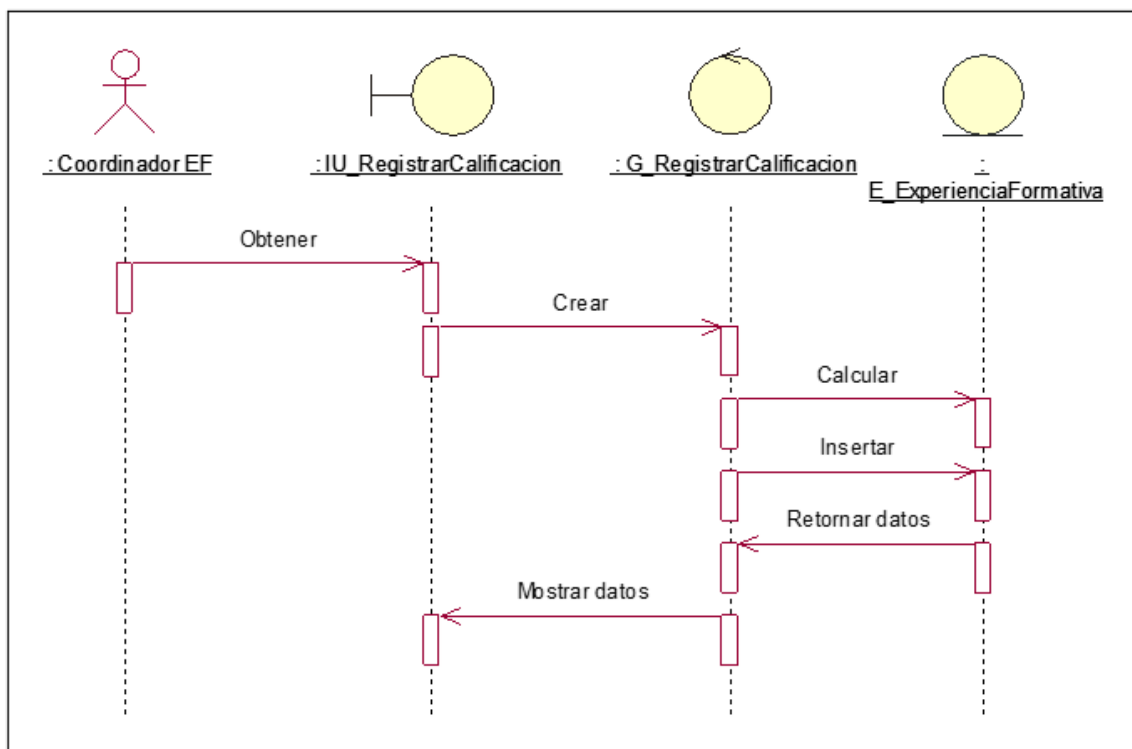 : Coordinador EF
: IU_RegistrarCalificacion
: G_RegistrarCalificacion
:
E_ExperienciaFormativa
Obtener
Crear
Calcular
Insertar
Retornar datos
Mostrar datos